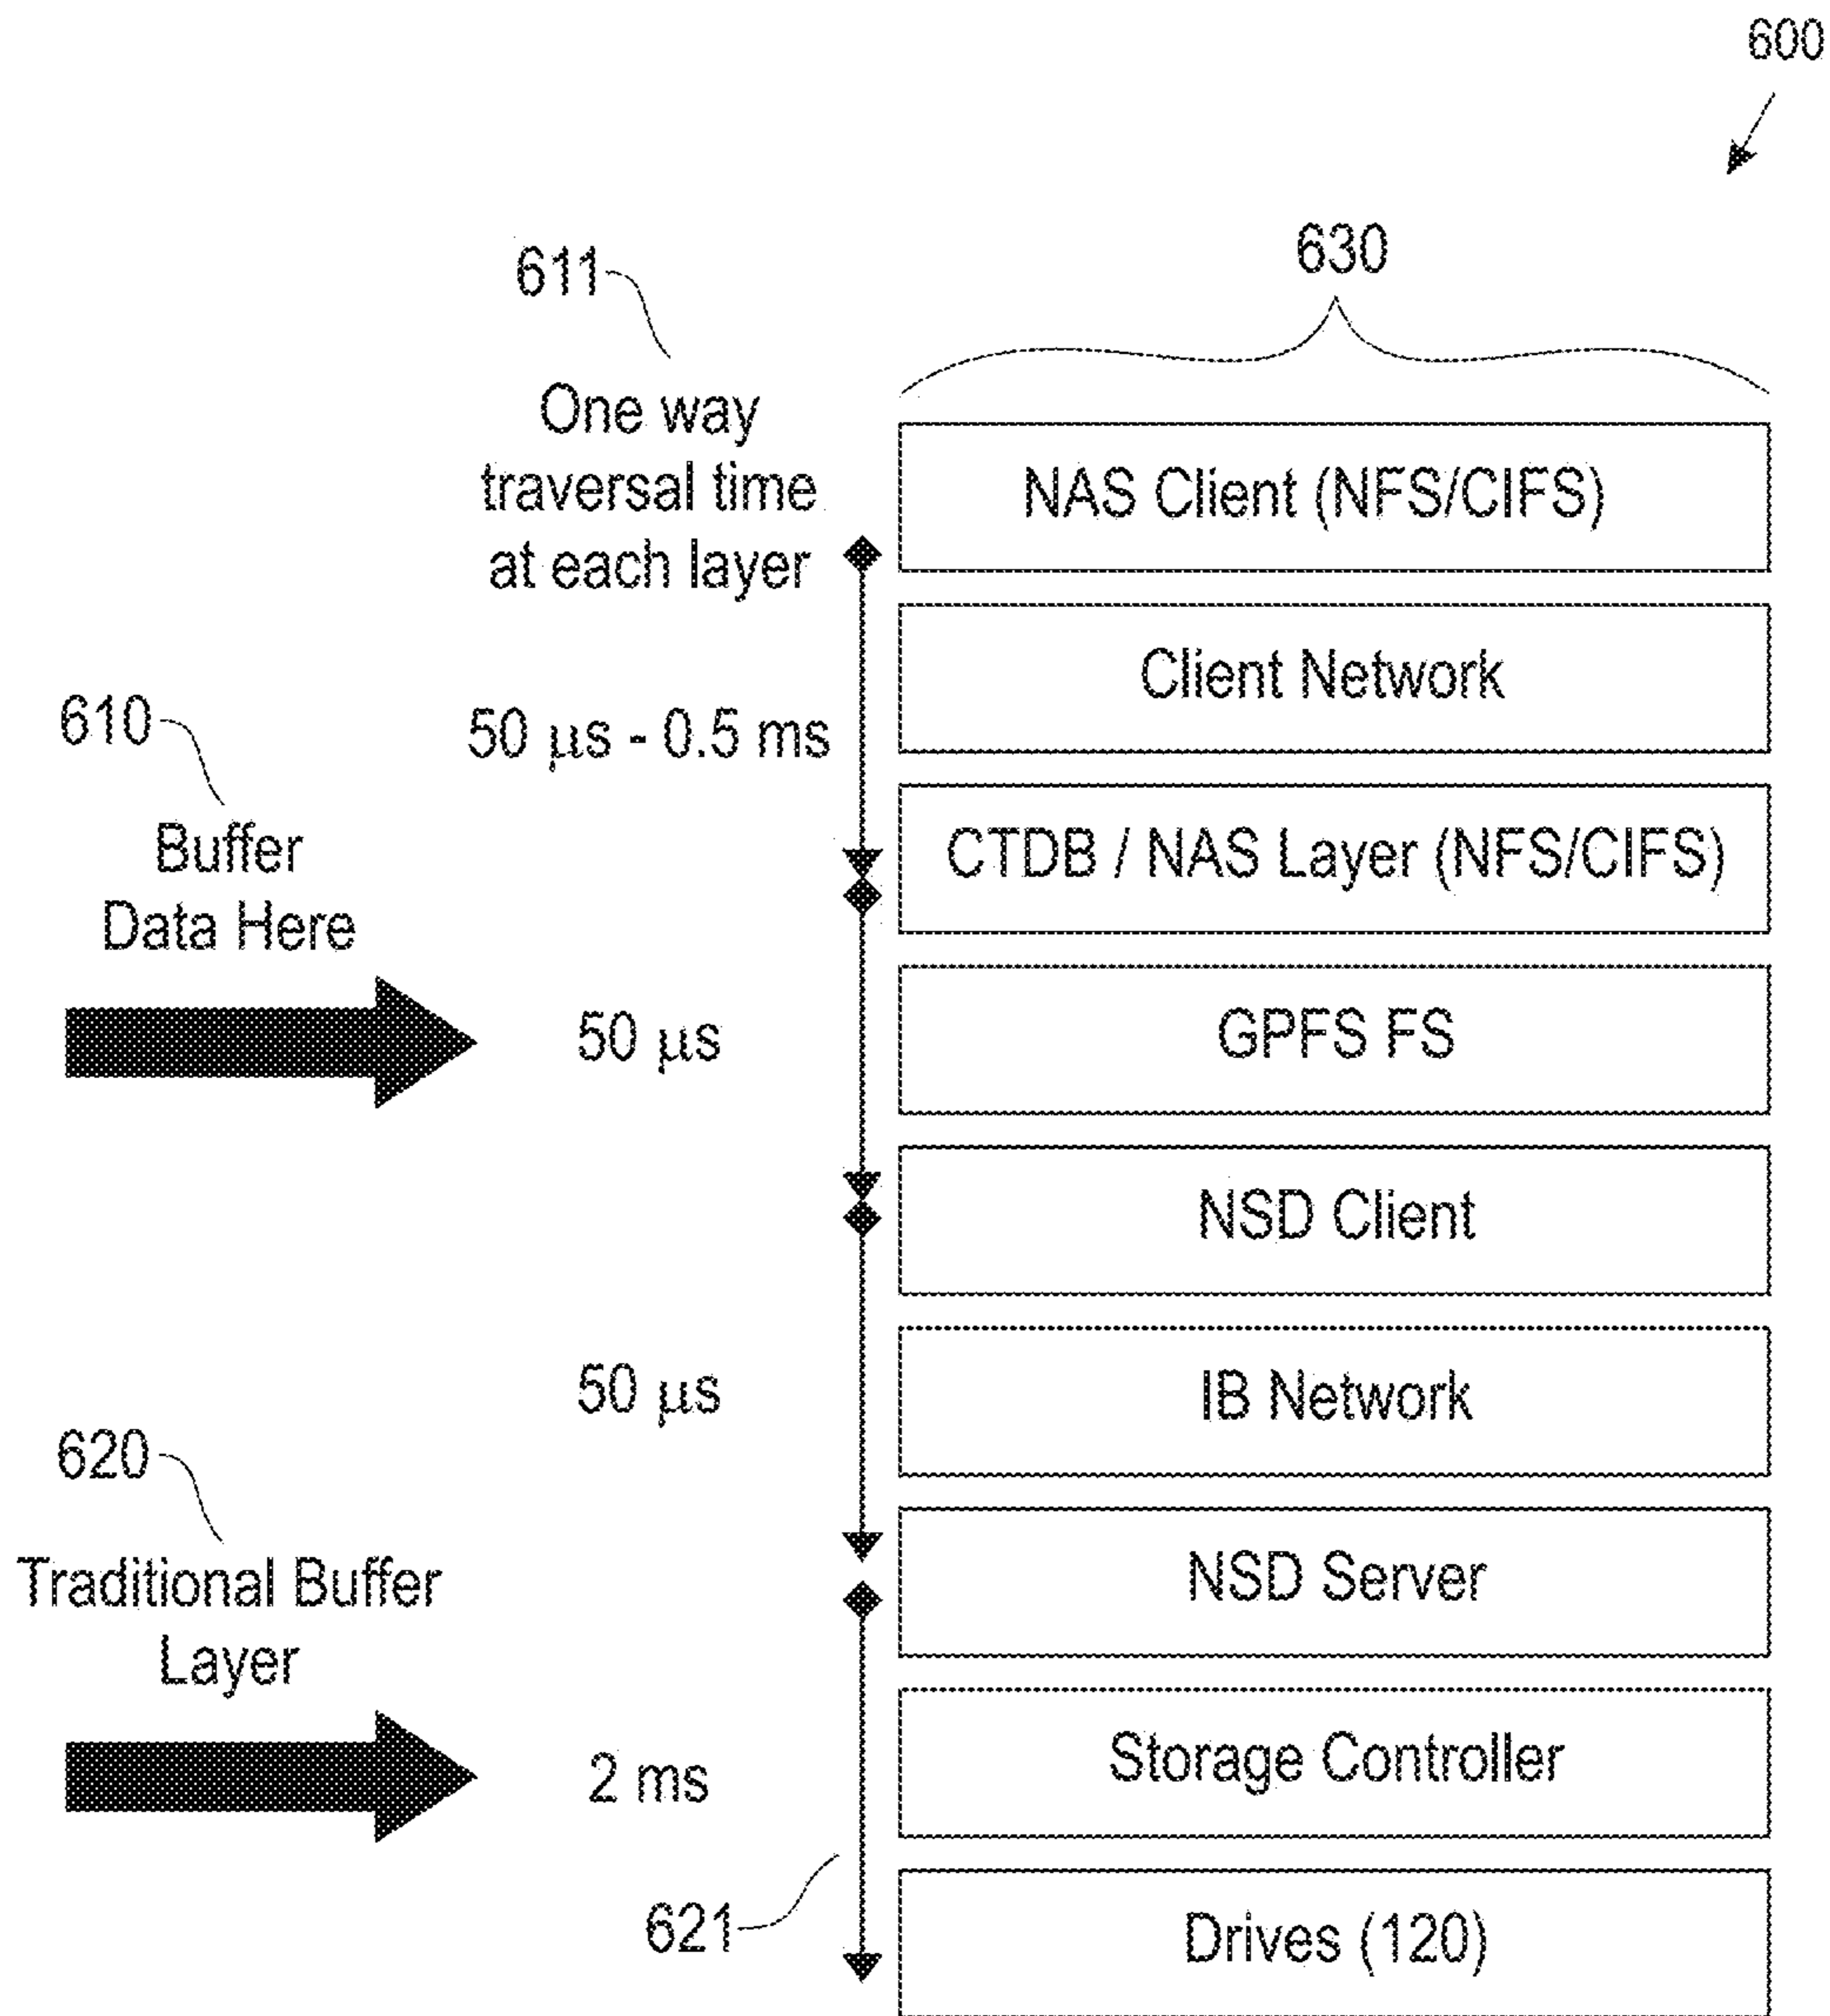 600
630
611
One way
traversal time
at each layer
NAS Client (NFS/CIFS)
Client Network
50 μs - 0.5 ms
610
Buffer
Data Here
CTDB / NAS Layer (NFS/CIFS)
50 μs
GPFS FS
NSD Client
50 μs
IB Network
620
Traditional Buffer
Layer
NSD Server
2 ms
Storage Controller
621
Drives (120)